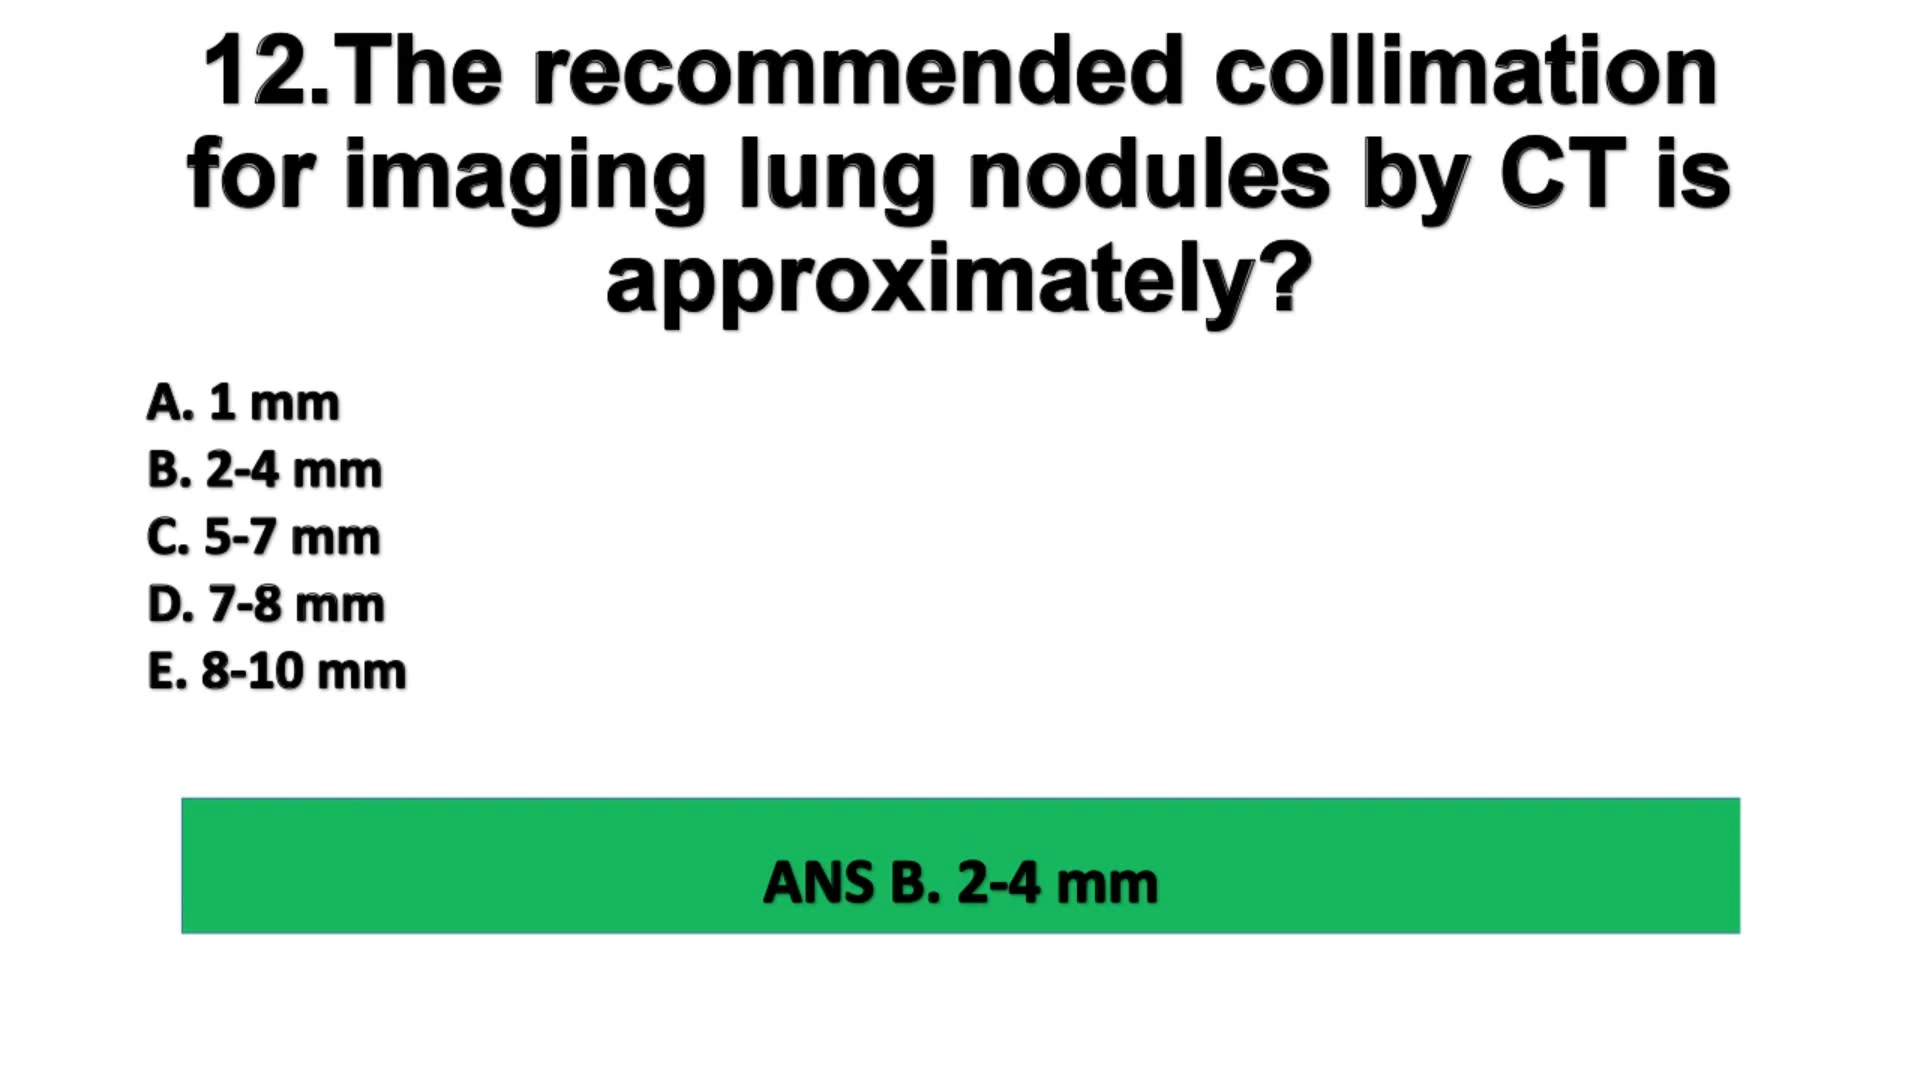 12.The recommended collimation
for imaging lung nodules by CT is
approximately?
A. 1 mm
B. 2-4 mm
C. 5-7 mm
D. 7-8 mm
E. 8-10 mm
ANS B. 2-4 mm